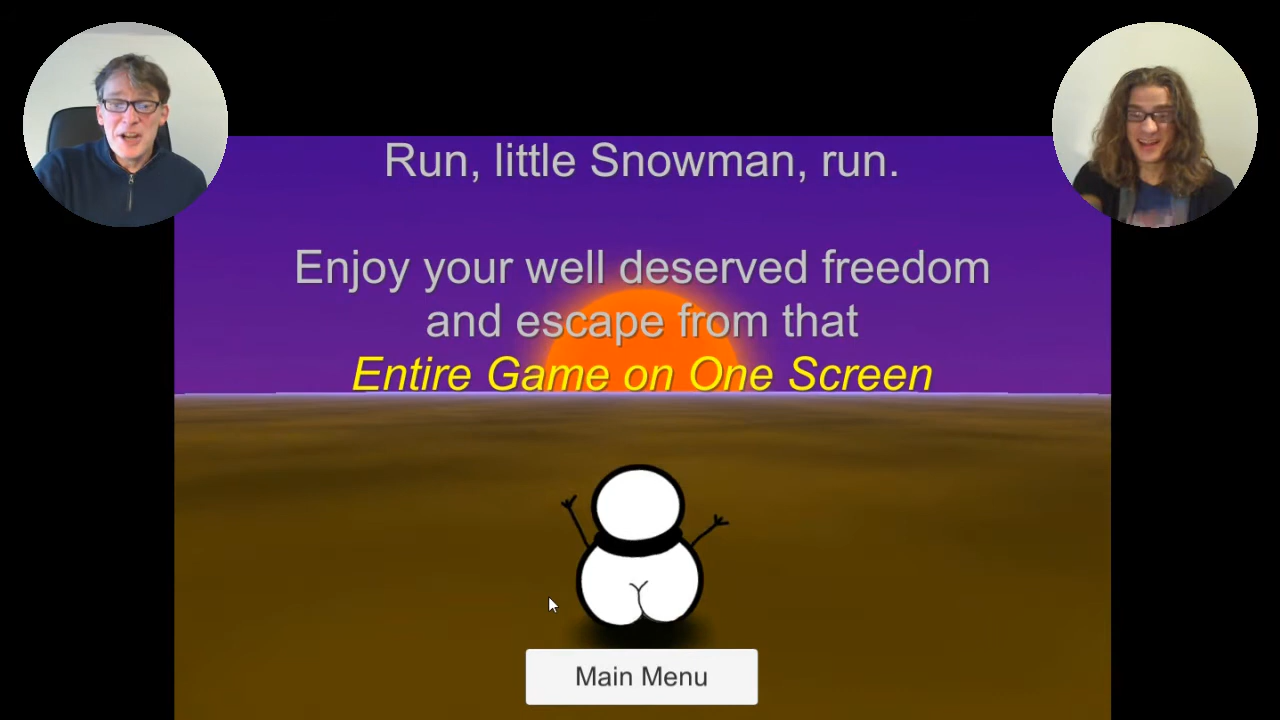 Run, little Snowman, run.
Enjoy your well deserved freedom
and escape from that
Entire Game on One Screen
Main Menu